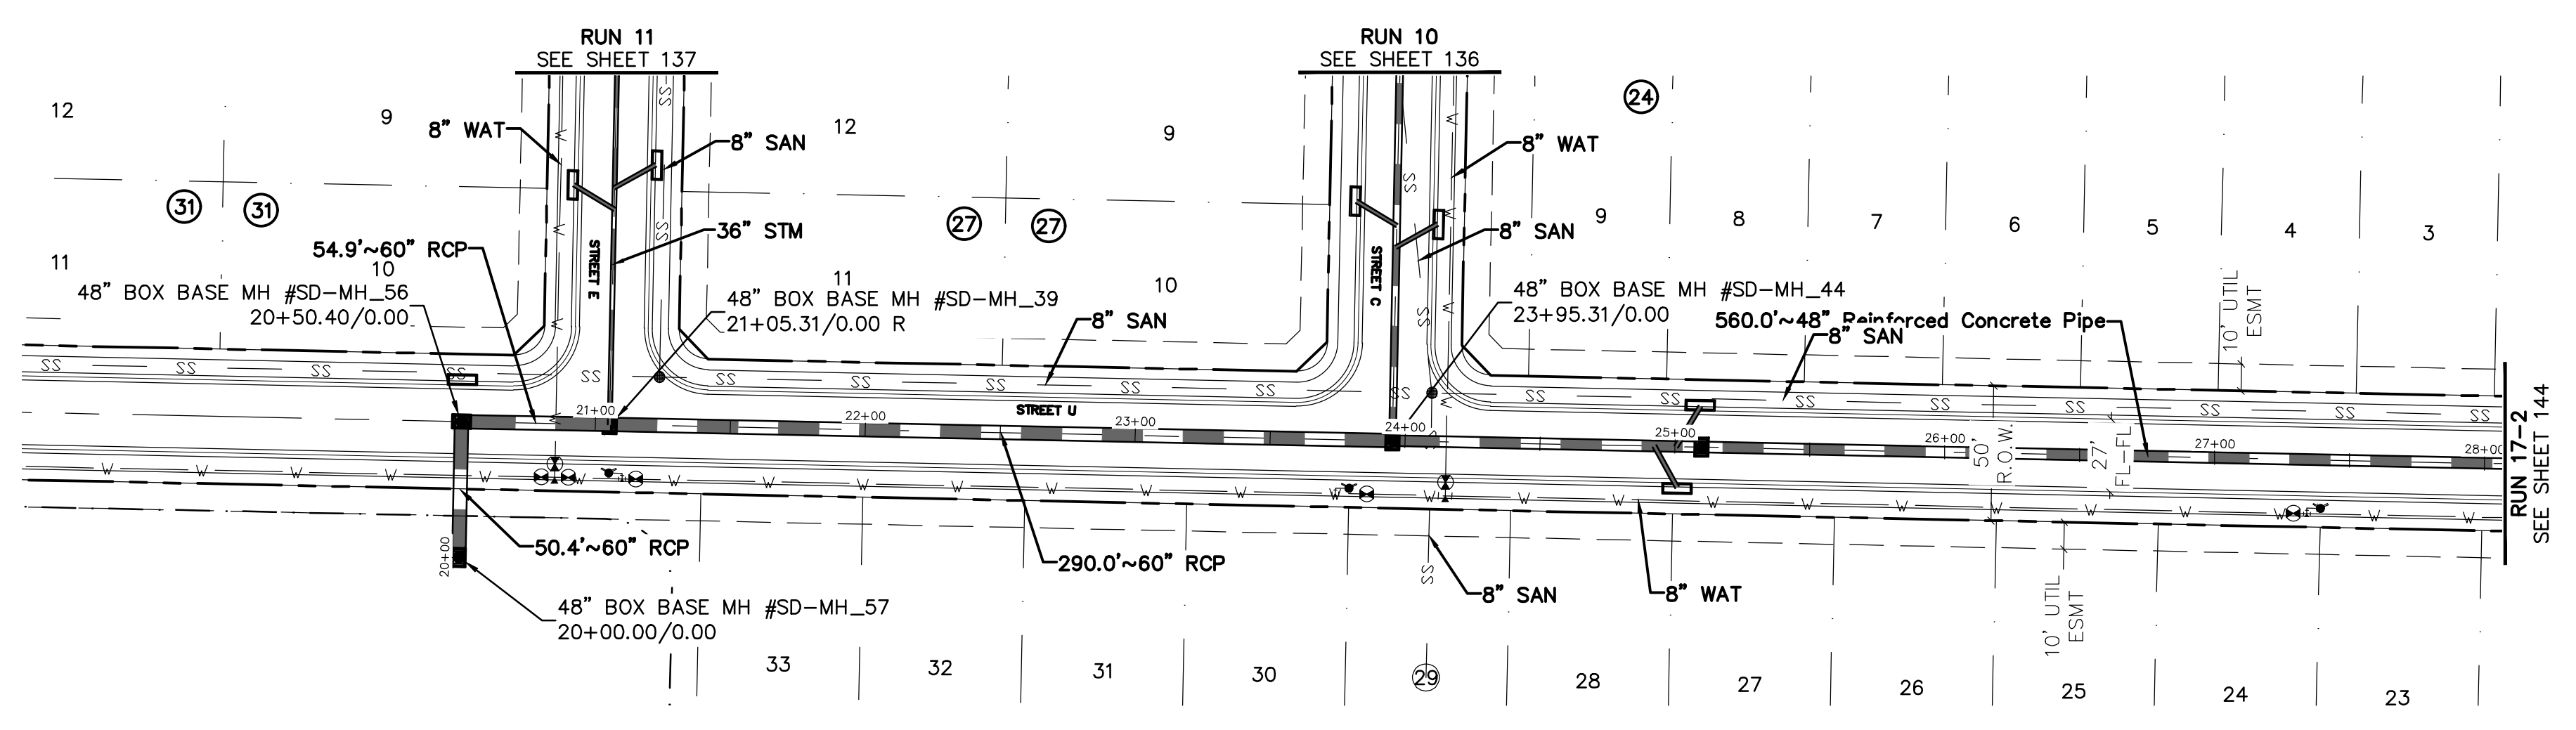 RUN 11
SEE SHEET 137
RUN 10
SEE SHEET 136
12
9
12
9
24
8" WAT
8" SAN
8" WAT
SS
W
31
31
27
27
9
8
7
6
5
4
3
36" STM
8" SAN
SS
W
54.9'~60" RCP
STREET E
STREET C
11
10
11
10
48" BOX BASE MH #SD-MH_56
20+50.40/0.00
48" BOX BASE MH #SD-MH_39
21+05.31/0.00 R
48" BOX BASE MH #SD-MH_44
23+95.31/0.00
8" SAN
560.0'~48" Reinforced Concrete Pipe
8" SAN
10' UTIL
ESMT
SS SS SS SS SS SS SS SS SS SS SS SS SS SS SS SS SS SS SS
STREET U
21+00
22+00
23+00
24+00
25+00
26+00
27+00
28+00
50'
R.O.W.
27'
FL-FL
RUN 17-2
SEE SHEET 144
W W W W W W W W W W W W W W W W W W W W W W W W W W
20+00
50.4'~60" RCP
290.0'~60" RCP
SS
8" SAN
8" WAT
10' UTIL
ESMT
48" BOX BASE MH #SD-MH_57
20+00.00/0.00
33
32
31
30
29
28
27
26
25
24
23